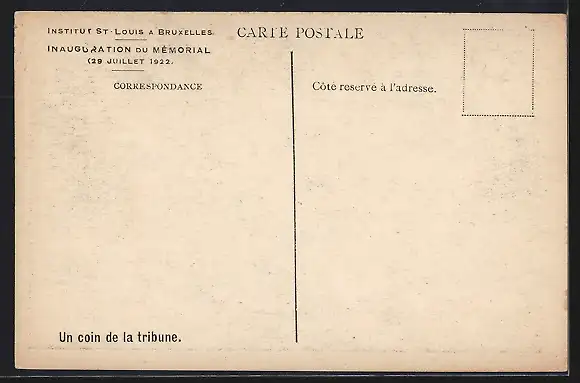 INSTITUT ST-LOUIS A BRUXELLES.
INAUGURATION DU MÉMORIAL
(29 JUILLET 1922.
CARTE POSTALE
CORRESPONDANCE
Côté reservé à l'adresse.
Un coin de la tribune.